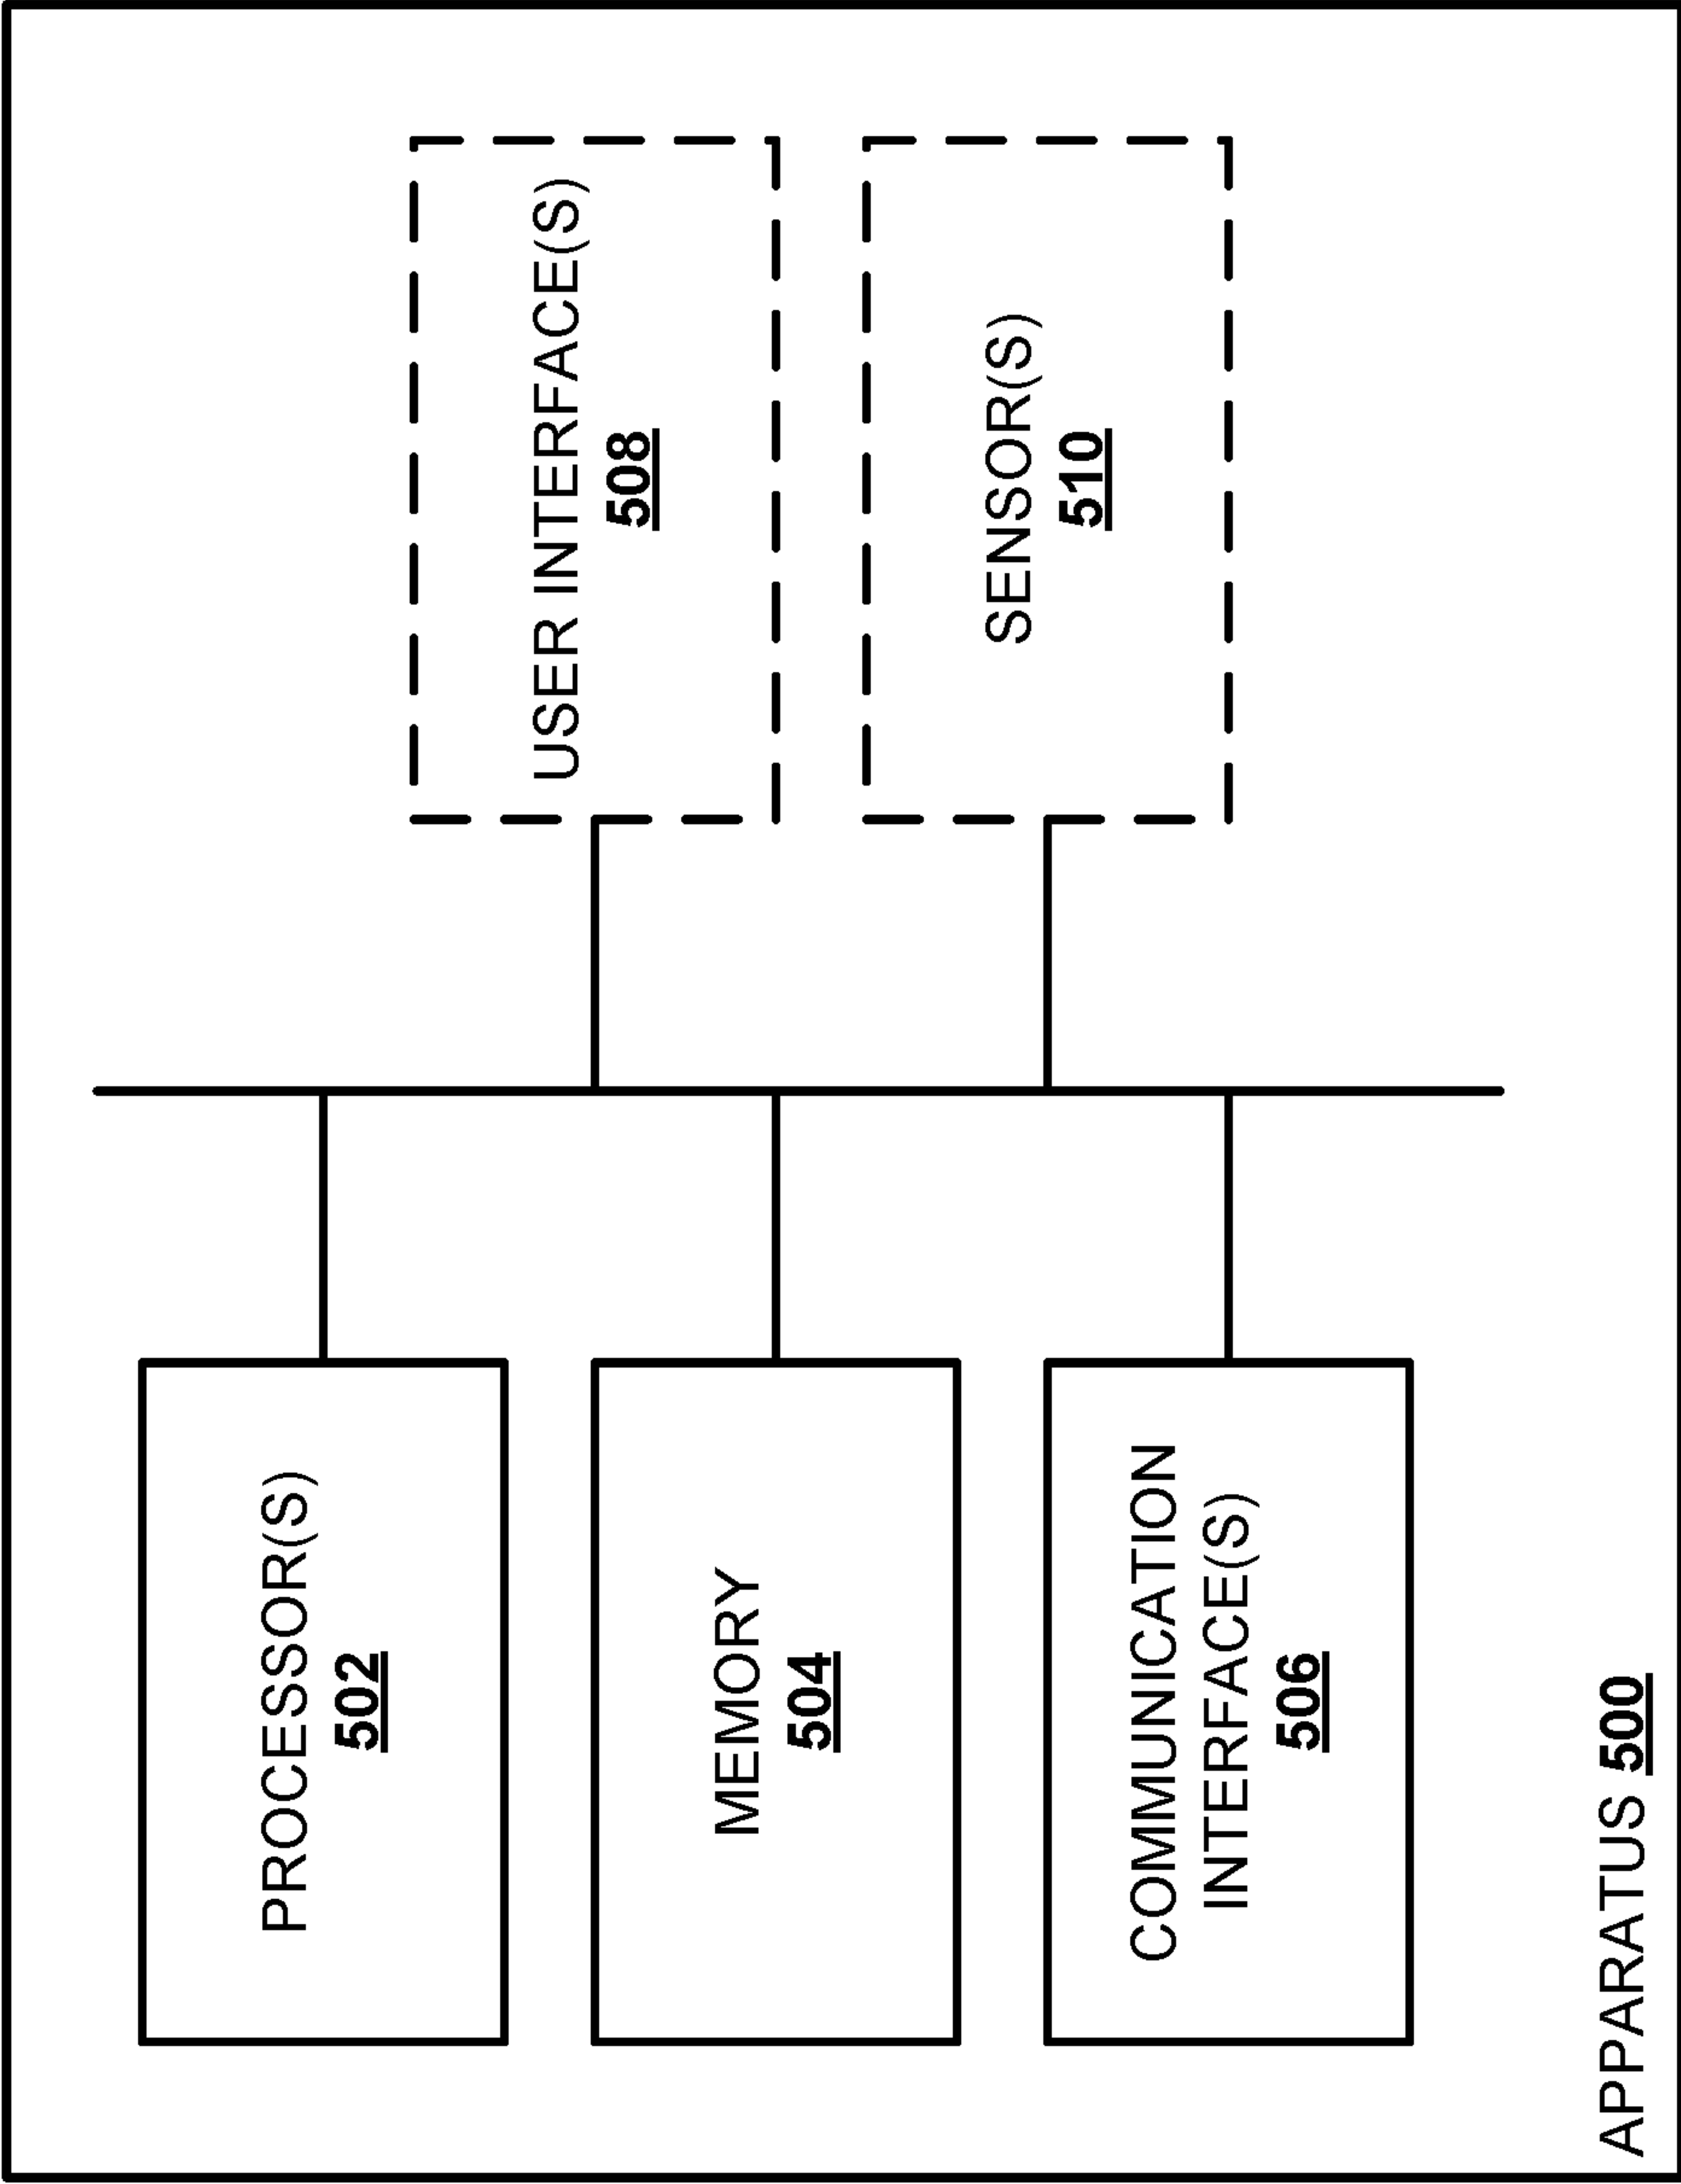 PROCESSOR(S)
502
MEMORY
504
COMMUNICATION
INTERFACE(S)
506
USER INTERFACE(S)
508
SENSOR(S)
510
APPARATUS 500